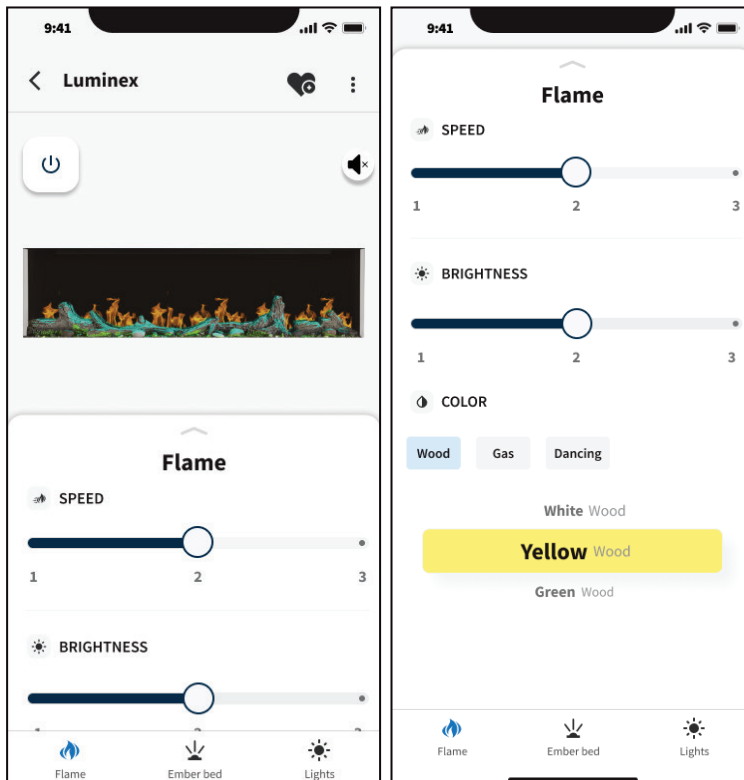 9:41
Luminex
Flame
SPEED
1 2 3
BRIGHTNESS
Flame Ember bed Lights
9:41
Flame
SPEED
1 2 3
BRIGHTNESS
1 2 3
COLOR
Wood Gas Dancing
White Wood
Yellow Wood
Green Wood
Flame Ember bed Lights